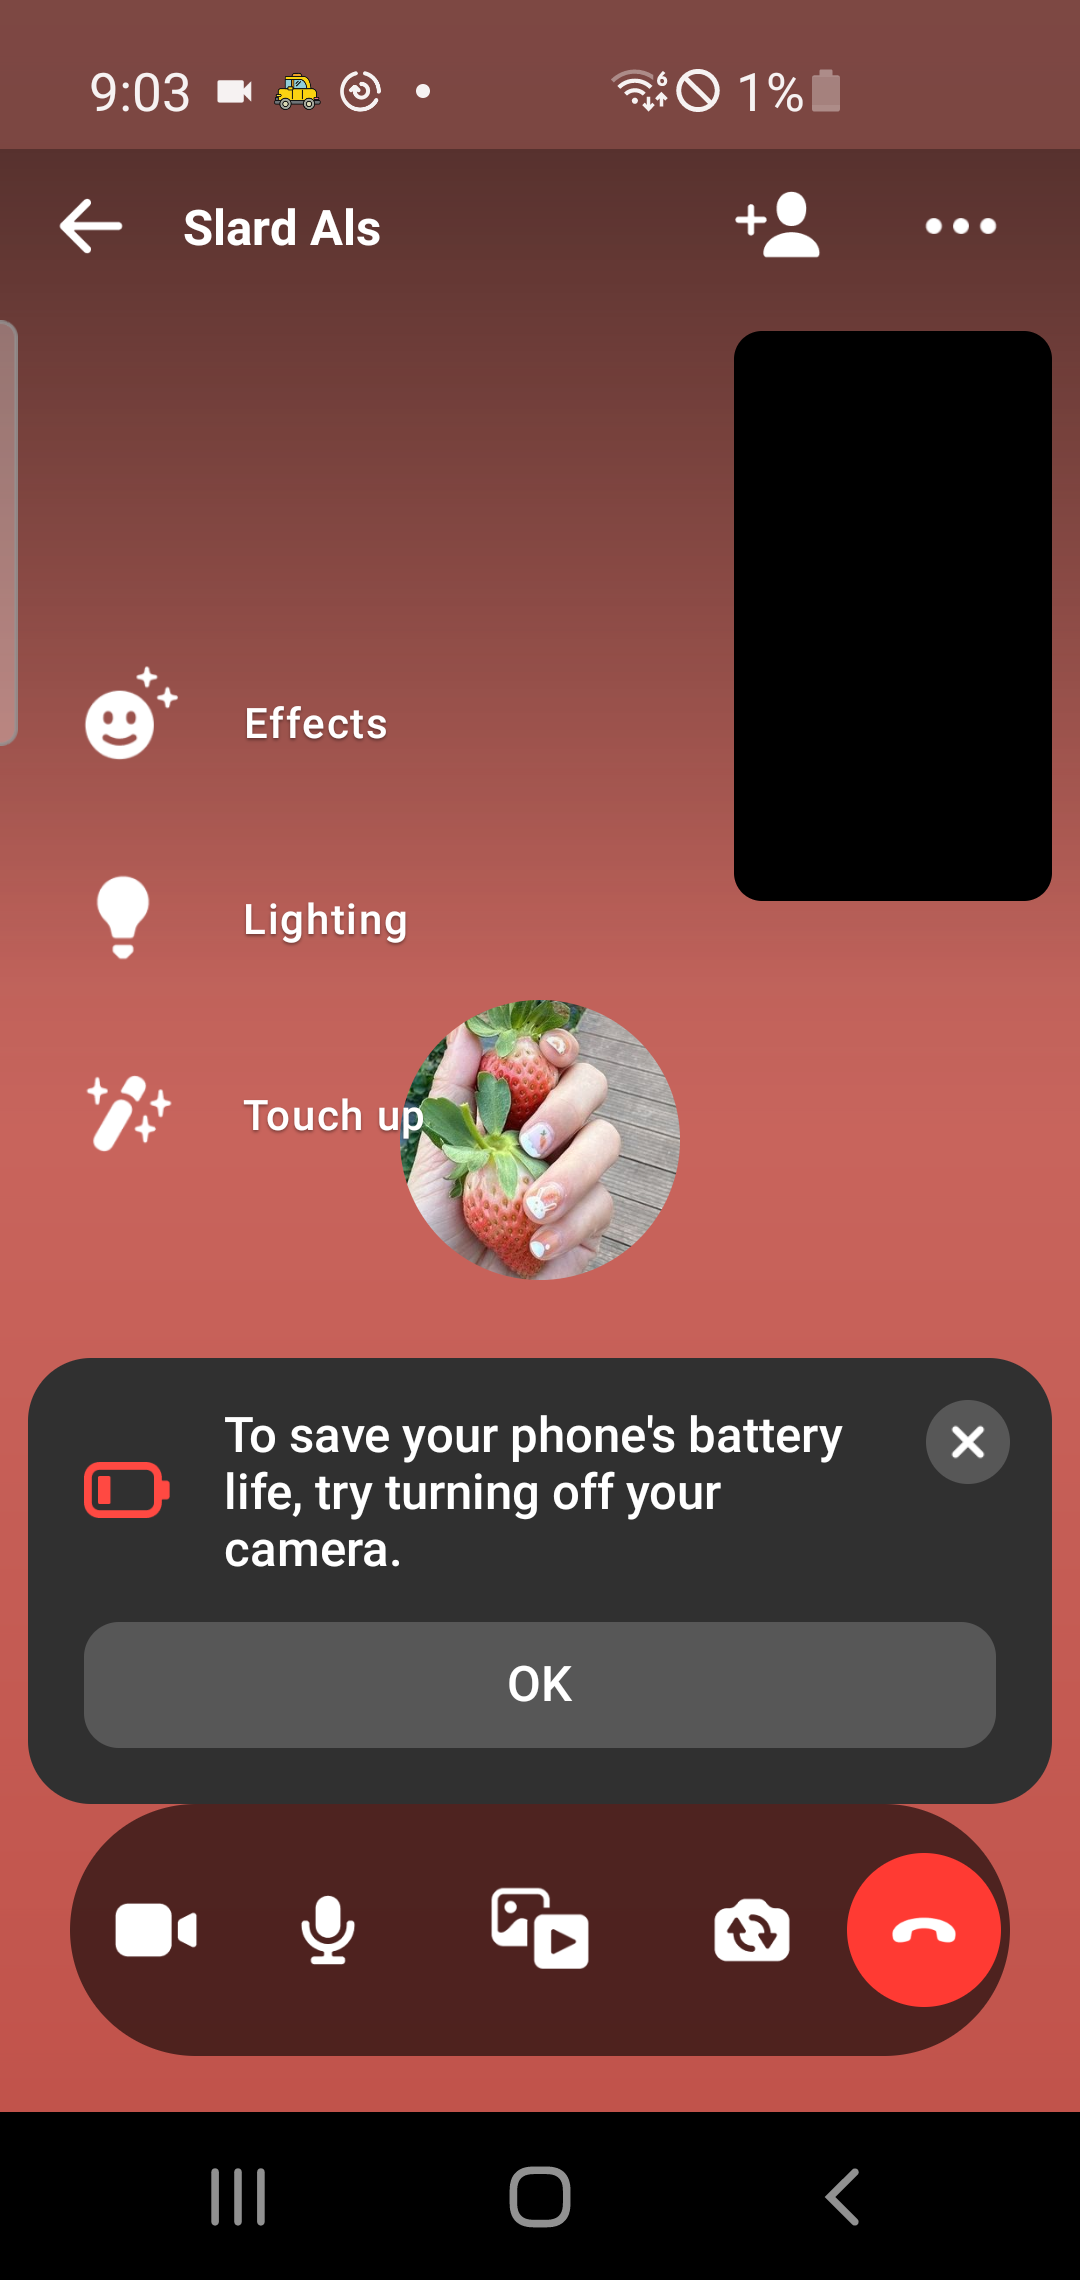 9:03 6 1%
Slard Als
Effects
Lighting
Touch up
To save your phone's battery
life, try turning off your
camera.
OK